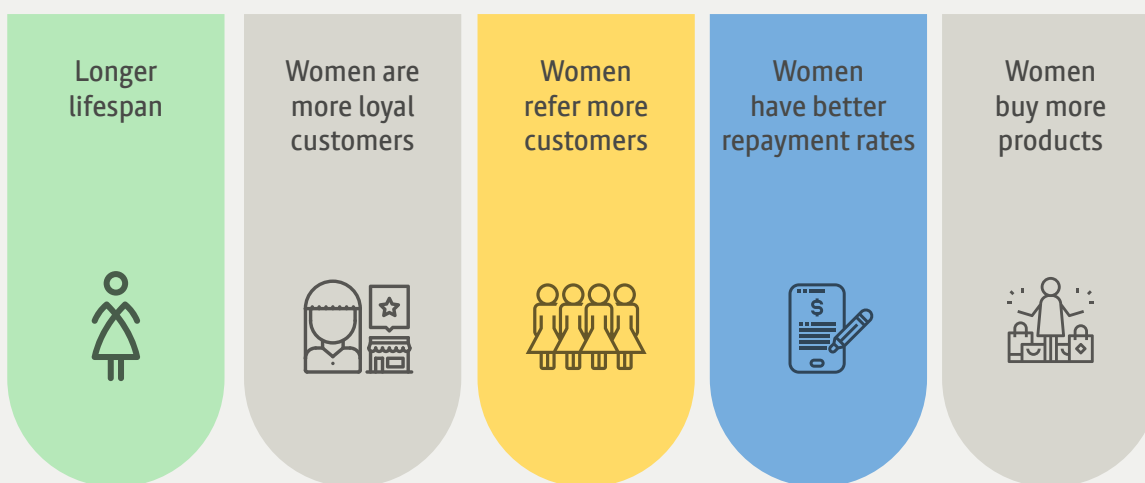 Longer
lifespan
Women are
more loyal
customers
Women
refer more
customers
Women
have better
repayment rates
Women
buy more
products
$